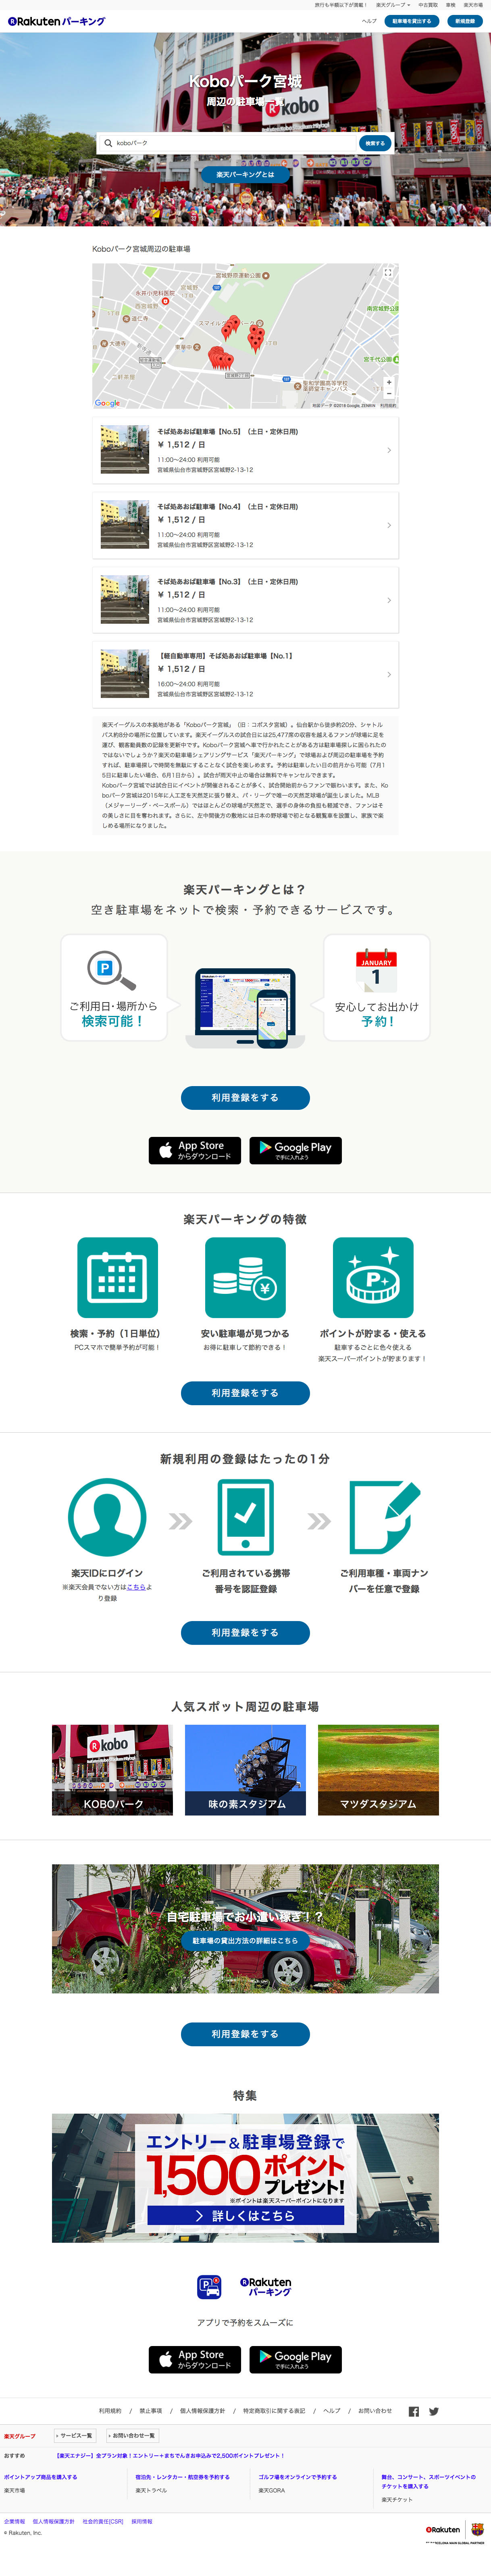 旅行も半額以下が満載！ 楽天グループ 中古買取 車検 楽天市場
Rakuten パーキング
ヘルプ 駐車場を貸出する 新規登録
Koboパーク宮城
周辺の駐車場一覧
koboパーク 検索する
楽天パーキングとは
Koboパーク宮城周辺の駐車場
宮城野原運動公園
永井小児科医院
南宮城野公園
宮千代公園
聖和学園高等学校
Google
地図データ ©2018 Google, ZENRIN 利用規約
そば処あおば駐車場【No.5】（土日・定休日用）
¥ 1,512 / 日
11:00〜24:00 利用可能
宮城県仙台市宮城野区宮城野2-13-12
そば処あおば駐車場【No.4】（土日・定休日用）
¥ 1,512 / 日
11:00〜24:00 利用可能
宮城県仙台市宮城野区宮城野2-13-12
そば処あおば駐車場【No.3】（土日・定休日用）
¥ 1,512 / 日
11:00〜24:00 利用可能
宮城県仙台市宮城野区宮城野2-13-12
【軽自動車専用】そば処あおば駐車場【No.1】
¥ 1,512 / 日
16:00〜24:00 利用可能
宮城県仙台市宮城野区宮城野2-13-12
楽天イーグルスの本拠地がある「Koboパーク宮城」（旧：コボスタ宮城）。仙台駅から徒歩約20分、シャトル
バス約8分の場所に位置しています。楽天イーグルスの試合日には25,477席の収容を越えるファンが球場に足を
運び、観客動員数の記録を更新中です。Koboパーク宮城へ車で行かれたことがある方は駐車場探しに困られたの
ではないでしょうか？楽天の駐車場シェアリングサービス「楽天パーキング」で球場および周辺の駐車場を予約
すれば、駐車場探しで時間を無駄にすることなく試合を楽しめます。予約は駐車したい日の前月から可能（7月1
5日に駐車したい場合、6月1日から）。試合が雨天中止の場合は無料でキャンセルできます。
Koboパーク宮城では試合日にイベントが開催されることが多く、試合開始前からファンで賑わいます。また、Ko
boパーク宮城は2015年に人工芝を天然芝に張り替え、パ・リーグで唯一の天然芝球場が誕生しました。MLB
（メジャーリーグ・ベースボール）ではほとんどの球場が天然芝で、選手の身体の負担も軽減でき、ファンはそ
の美しさに目を奪われます。さらに、左中間後方の敷地には日本の野球場で初となる観覧車を設置し、家族で楽
しめる場所になりました。
楽天パーキングとは？
空き駐車場をネットで検索・予約できるサービスです。
P
ご利用日・場所から
検索可能！
JANUARY
1
安心してお出かけ
予約！
利用登録をする
App Store
からダウンロード
Google Play
で手に入れよう
楽天パーキングの特徴
検索・予約（1日単位）
PCスマホで簡単予約が可能！
安い駐車場が見つかる
お得に駐車して節約できる！
ポイントが貯まる・使える
駐車するごとに色々使える
楽天スーパーポイントが貯まります！
利用登録をする
新規利用の登録はたったの1分
楽天IDにログイン
※楽天会員でない方はこちらよ
り登録
ご利用されている携帯
番号を認証登録
ご利用車種・車両ナン
バーを任意で登録
利用登録をする
人気スポット周辺の駐車場
kobo
KOBOパーク
味の素スタジアム
マツダスタジアム
自宅駐車場でお小遣い稼ぎ！？
駐車場の貸出方法の詳細はこちら
利用登録をする
特集
エントリー&駐車場登録で
1,500ポイント
プレゼント!
※ポイントは楽天スーパーポイントになります
詳しくはこちら
Rakuten
パーキング
アプリで予約をスムーズに
App Store
からダウンロード
Google Play
で手に入れよう
利用規約 / 禁止事項 / 個人情報保護方針 / 特定商取引に関する表記 / ヘルプ / お問い合わせ
楽天グループ サービス一覧 お問い合わせ一覧
おすすめ 【楽天エナジー】全プラン対象！エントリー＋まちでんきお申込みで2,500ポイントプレゼント！
ポイントアップ商品を購入する
楽天市場
宿泊先・レンタカー・航空券を予約する
楽天トラベル
ゴルフ場をオンラインで予約する
楽天GORA
舞台、コンサート、スポーツイベントの
チケットを購入する
楽天チケット
企業情報 個人情報保護方針 社会的責任[CSR] 採用情報
© Rakuten, Inc.
Rakuten